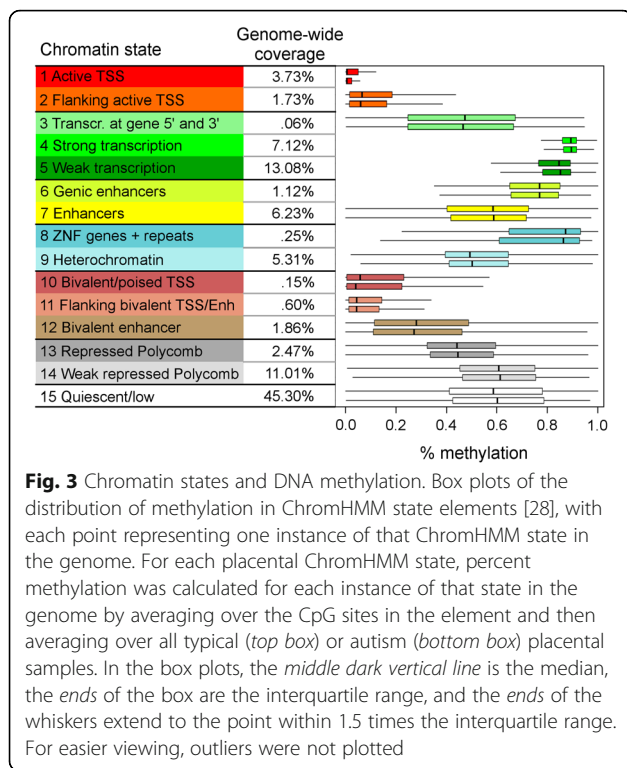 Chromatin state
Genome-wide
coverage
1 Active TSS 3.73%
2 Flanking active TSS 1.73%
3 Transcr. at gene 5' and 3' .06%
4 Strong transcription 7.12%
5 Weak transcription 13.08%
6 Genic enhancers 1.12%
7 Enhancers 6.23%
8 ZNF genes + repeats .25%
9 Heterochromatin 5.31%
10 Bivalent/poised TSS .15%
11 Flanking bivalent TSS/Enh .60%
12 Bivalent enhancer 1.86%
13 Repressed Polycomb 2.47%
14 Weak repressed Polycomb 11.01%
15 Quiescent/low 45.30%
0.0 0.2 0.4 0.6 0.8 1.0
% methylation
Fig. 3 Chromatin states and DNA methylation. Box plots of the
distribution of methylation in ChromHMM state elements [28], with
each point representing one instance of that ChromHMM state in
the genome. For each placental ChromHMM state, percent
methylation was calculated for each instance of that state in the
genome by averaging over the CpG sites in the element and then
averaging over all typical (top box) or autism (bottom box) placental
samples. In the box plots, the middle dark vertical line is the median,
the ends of the box are the interquartile range, and the ends of the
whiskers extend to the point within 1.5 times the interquartile range.
For easier viewing, outliers were not plotted